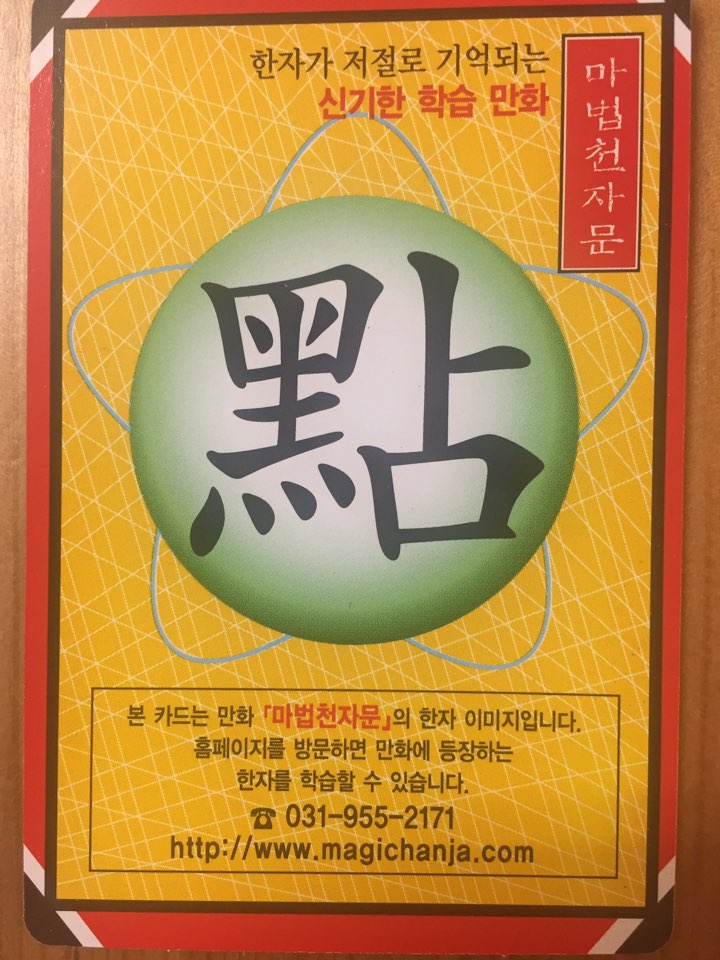 한자가 저절로 기억되는
신기한 학습 만화
마법천자문
點
본 카드는 만화 「마법천자문」의 한자 이미지입니다.
홈페이지를 방문하면 만화에 등장하는
한자를 학습할 수 있습니다.
☎ 031-955-2171
http://www.magichanja.com